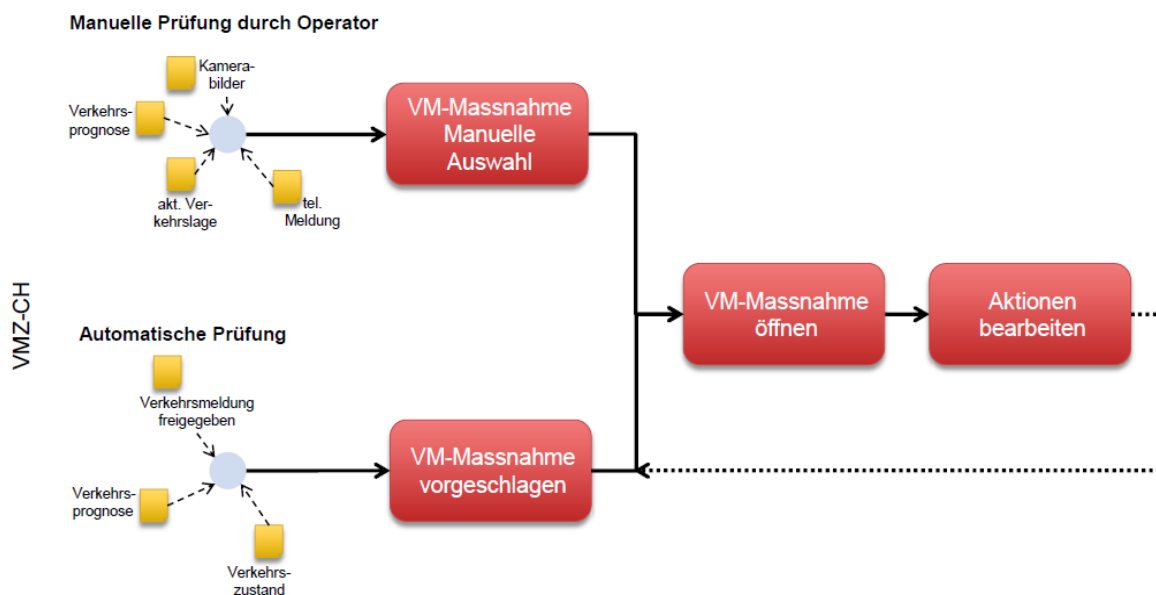 Manuelle Prüfung durch Operator
Kamera-
bilder
Verkehrs-
prognose
akt. Ver-
kehrslage
tel.
Meldung
VM-Massnahme
Manuelle
Auswahl
VMZ-CH
VM-Massnahme
öffnen
Aktionen
bearbeiten
Automatische Prüfung
Verkehrsmeldung
freigegeben
Verkehrs-
prognose
Verkehrs-
zustand
VM-Massnahme
vorgeschlagen